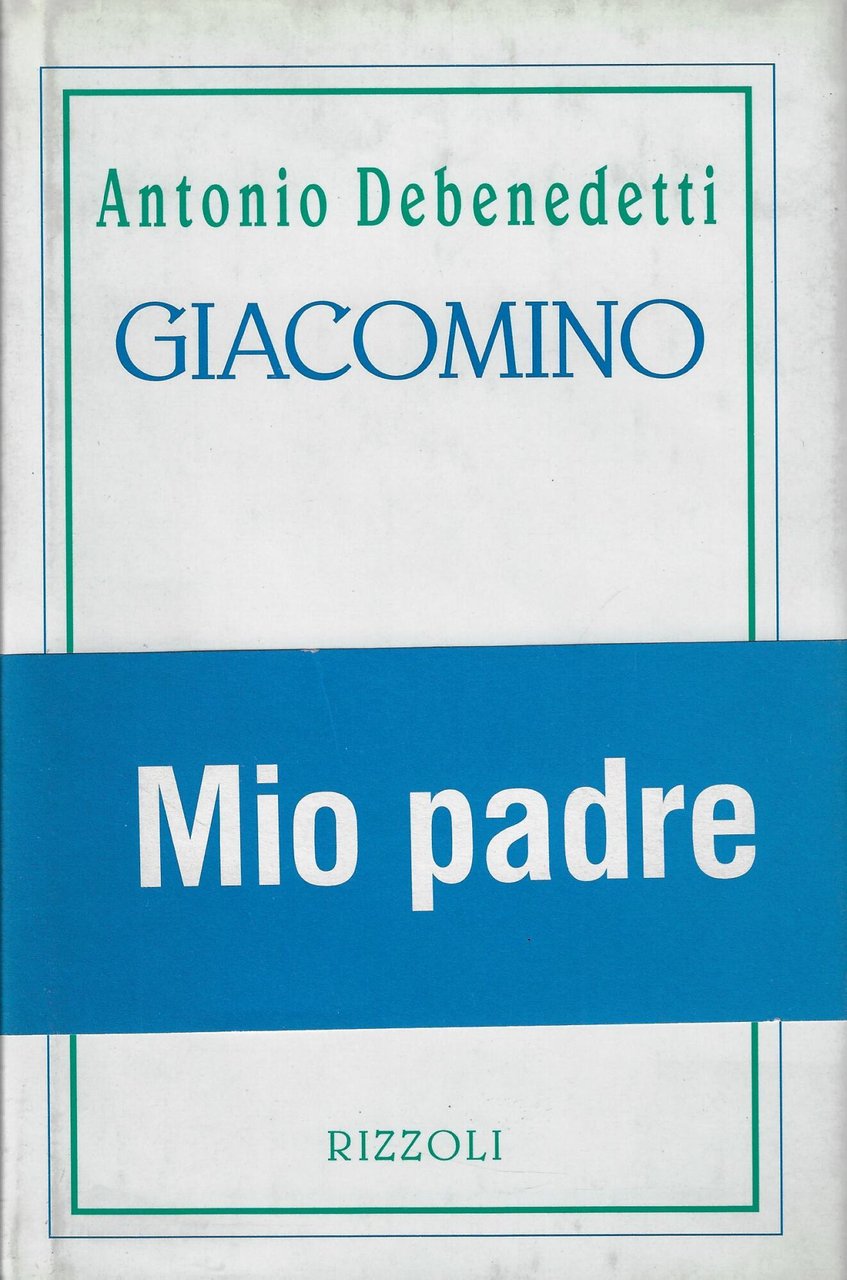 Antonio Debenedetti
GIACOMINO
Mio padre
RIZZOLI